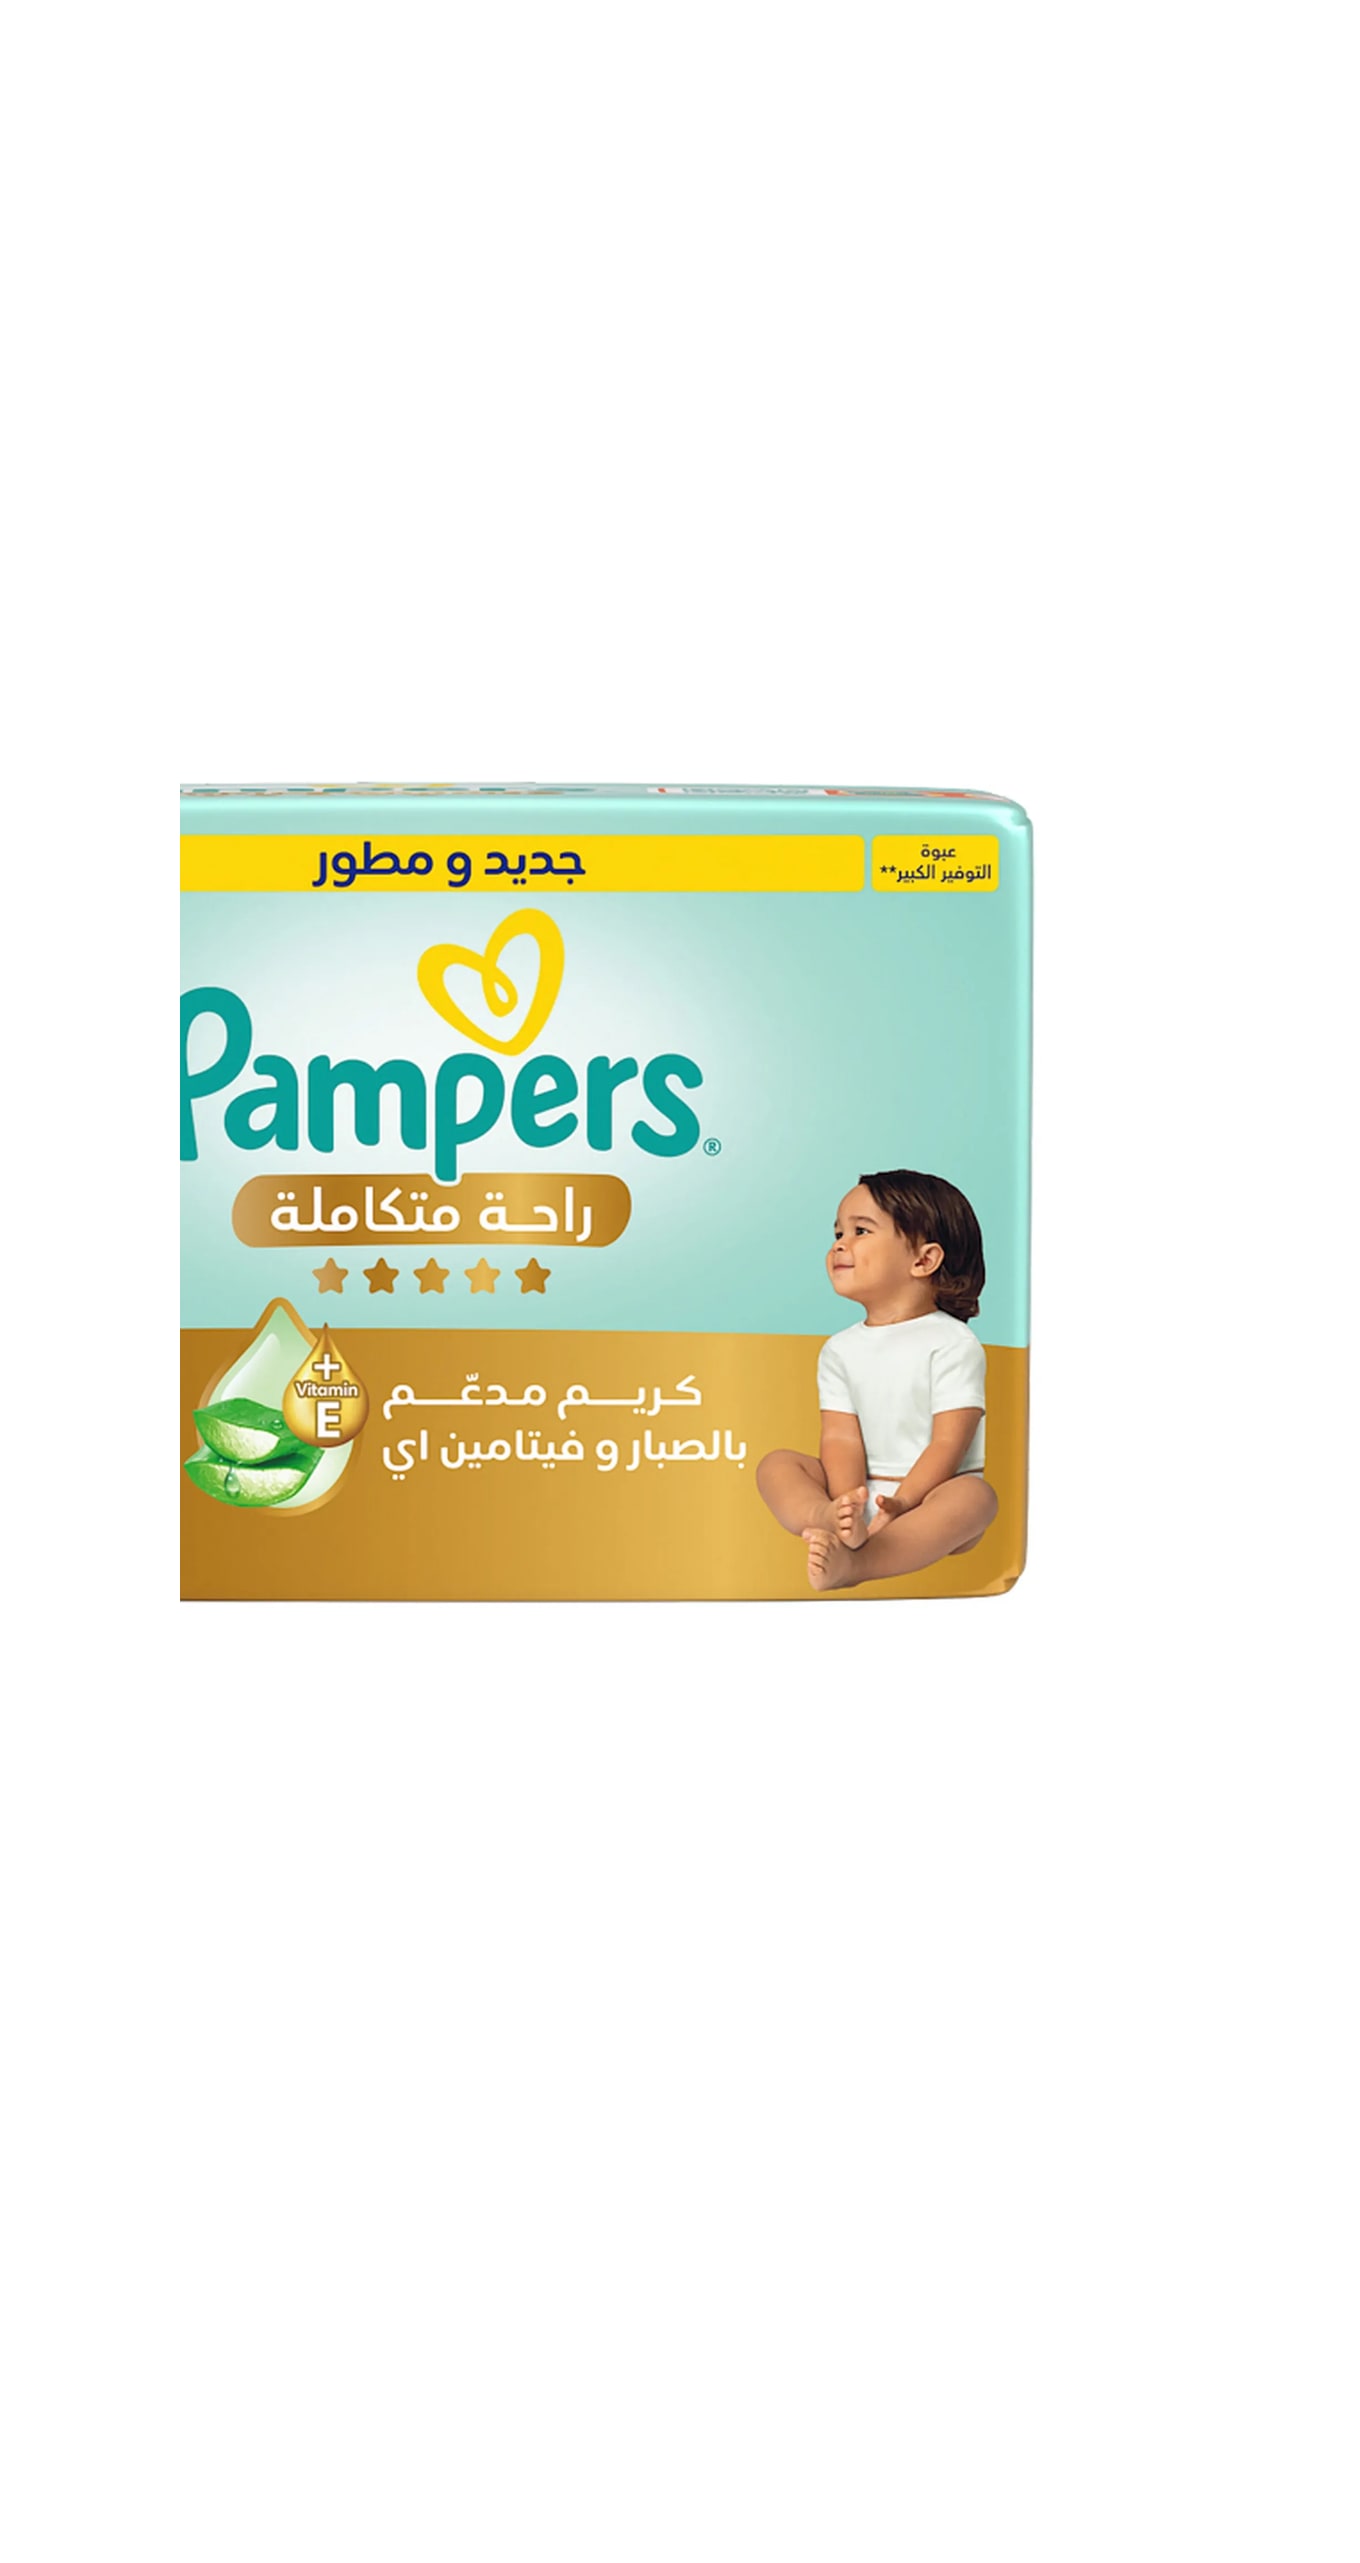 جديد و مطور
عبوة
التوفير الكبير**
Pampers®
راحة متكاملة
+
Vitamin
E
كريم مدعّم
بالصبار و فيتامين اي